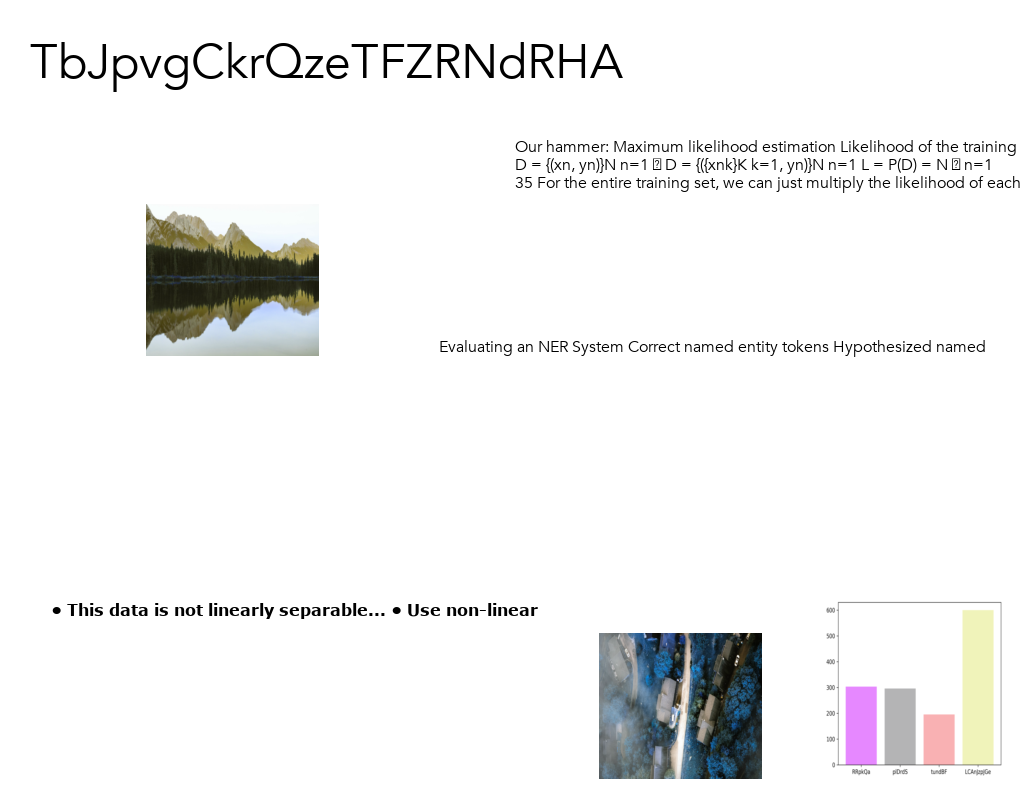 TbJpvgCkrQzeTFZRNdRHA
Our hammer: Maximum likelihood estimation Likelihood of the training
D = {(xn, yn)}N n=1 D = {({xnk}K k=1, yn)}N n=1 L = P(D) = N n=1
35 For the entire training set, we can just multiply the likelihood of each
Evaluating an NER System Correct named entity tokens Hypothesized named
● This data is not linearly separable... ● Use non-linear
600
500
400
300
200
100
0
RRpkQa
tundBF